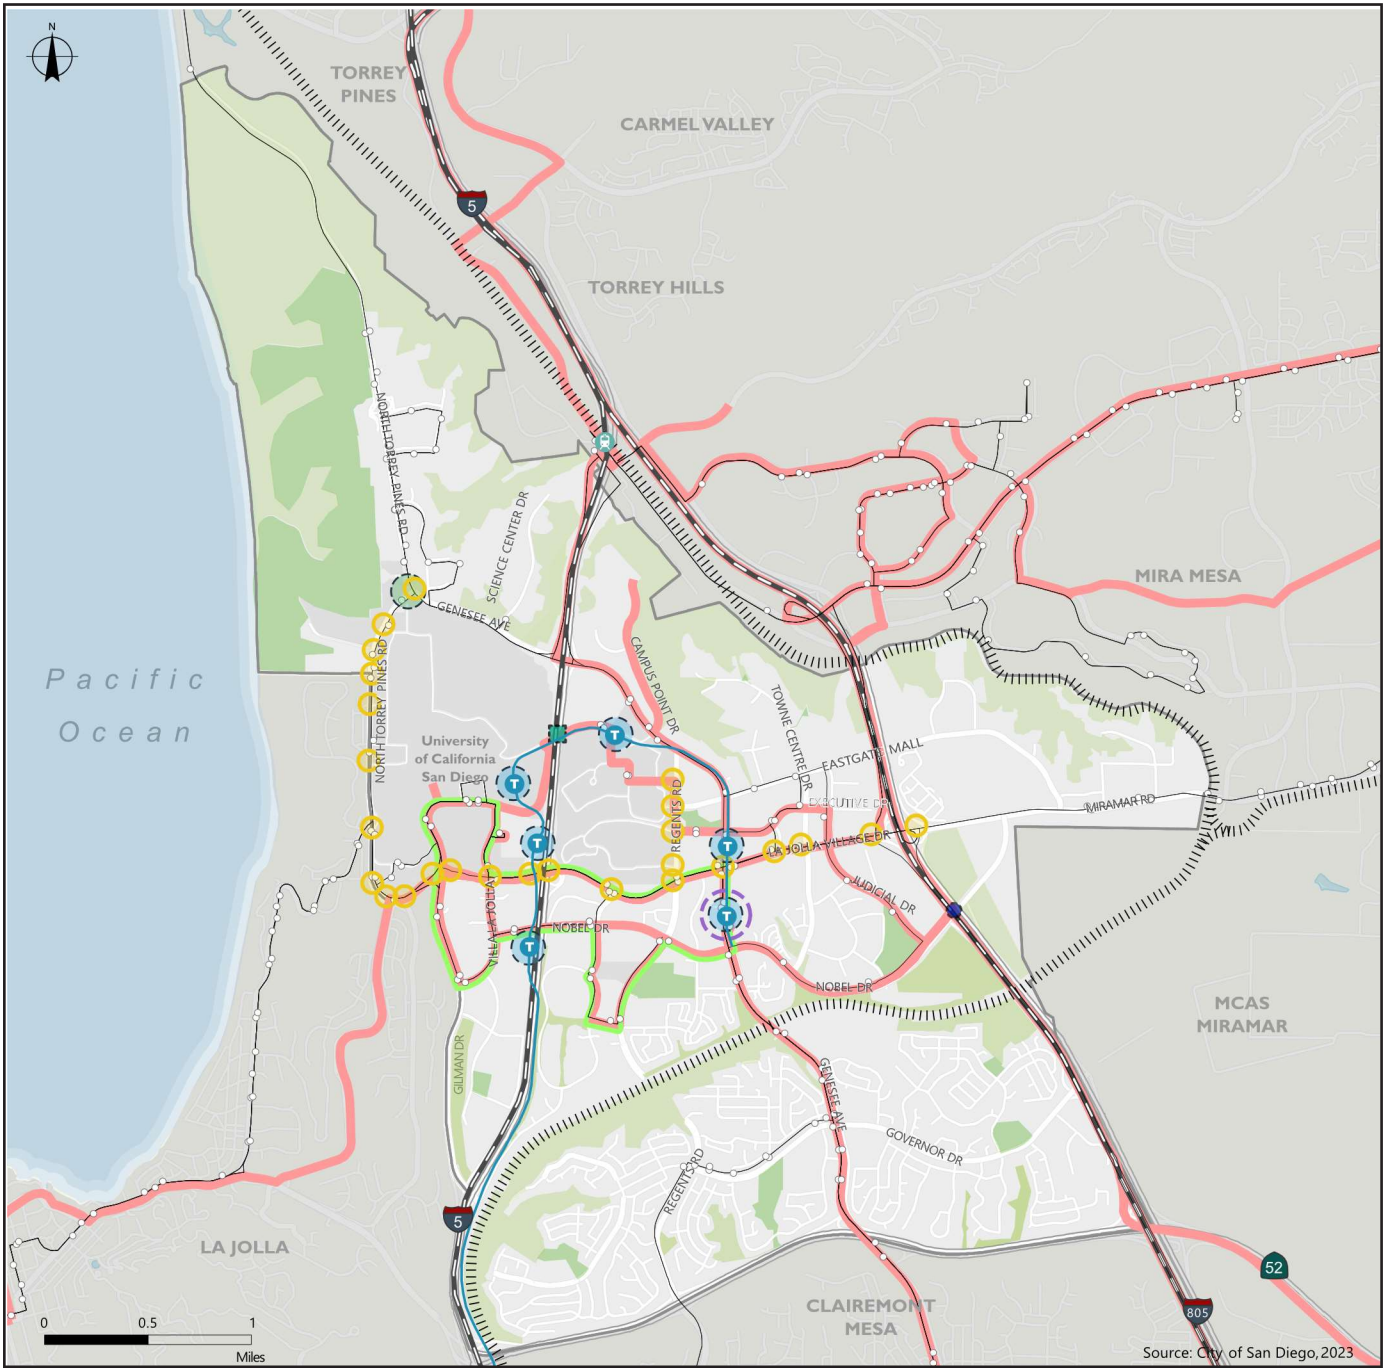 N
TORREY
PINES
CARMEL VALLEY
5
TORREY HILLS
NORTH TORREY PINES RD
SCIENCE CENTER DR
MIRA MESA
GENESEE AVE
NORTH TORREY PINES RD
CAMPUS POINT DR
Pacific
Ocean
TOWNE CENTRE DR
University
of California
San Diego
EASTGATE MALL
EXECUTIVE DR
MIRAMAR RD
REGENTS RD
LA JOLLA VILLAGE DR
T
T
T
T
T
T
JUDICIAL DR
VILLA LA JOLLA
NOBEL DR
NOBEL DR
MCAS
MIRAMAR
GILMAN DR
GENESEE AVE
GOVERNOR DR
REGENTS RD
5
LA JOLLA
52
CLAIREMONT
MESA
805
0 0.5 1
Miles
Source: City of San Diego, 2023